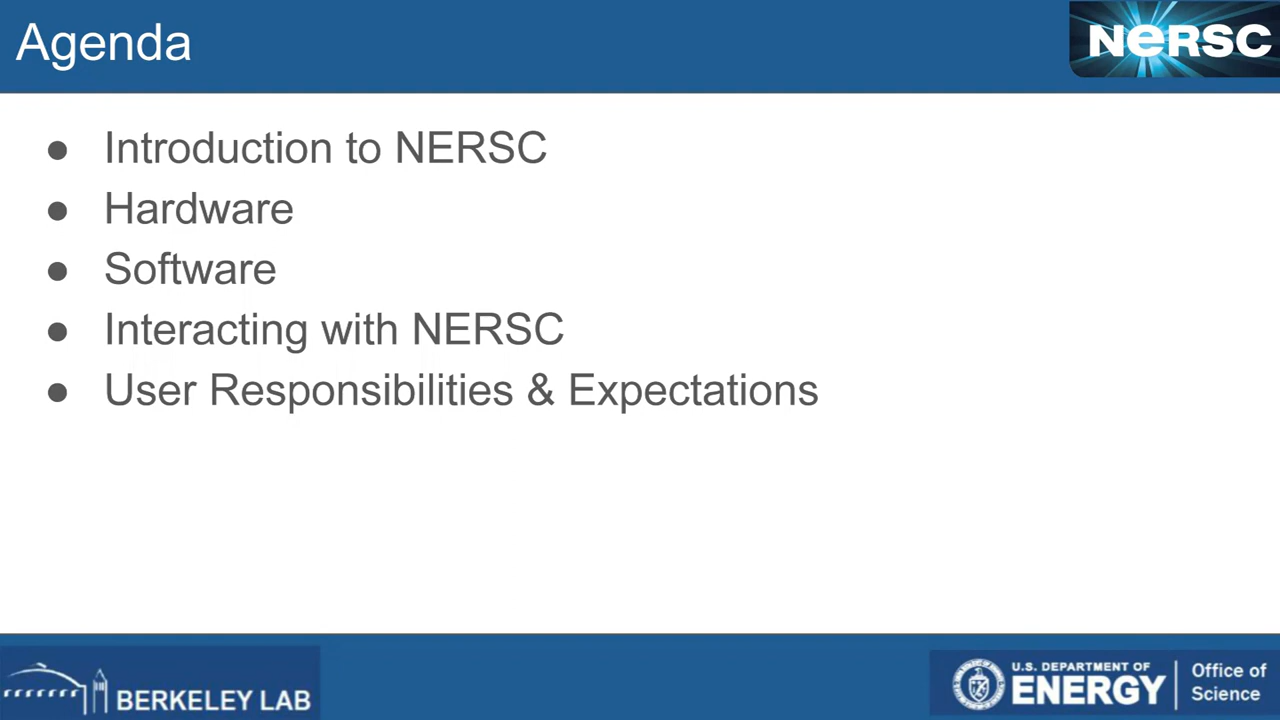 Agenda
NERSC
● Introduction to NERSC
● Hardware
● Software
● Interacting with NERSC
● User Responsibilities & Expectations
BERKELEY LAB
U.S. DEPARTMENT OF
ENERGY
Office of
Science